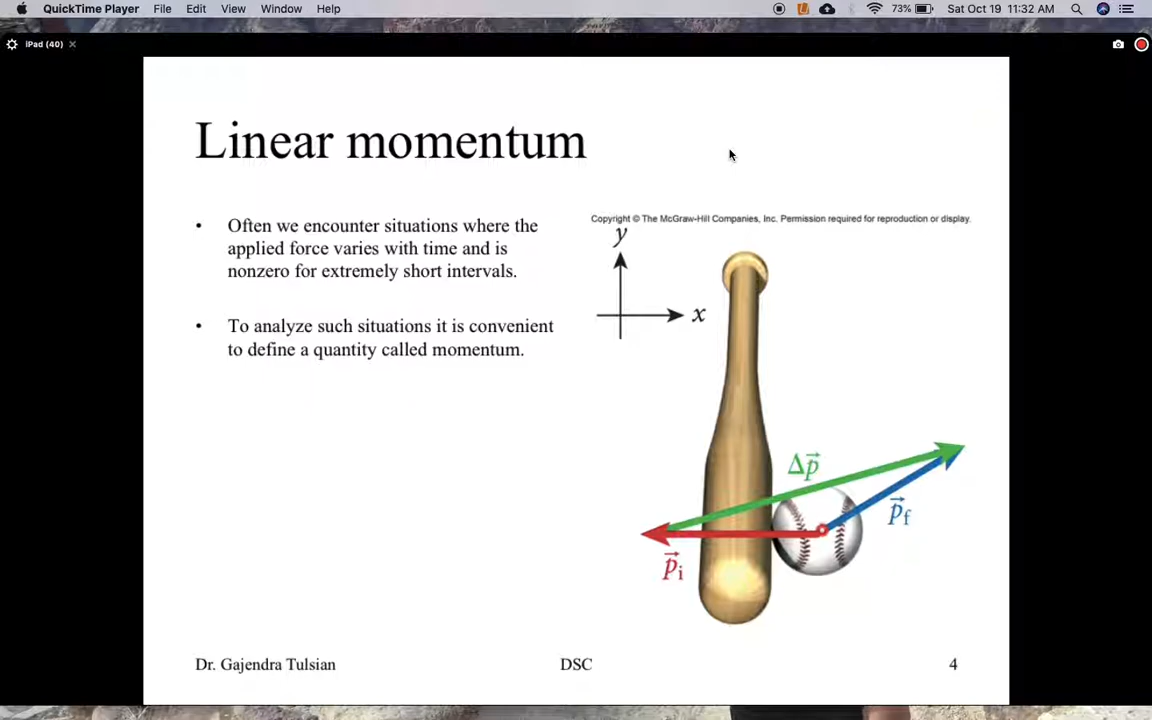 QuickTime Player File Edit View Window Help 73% Sat Oct 19 11:32 AM
iPad (40)
Linear momentum
• Often we encounter situations where the
applied force varies with time and is
nonzero for extremely short intervals.
• To analyze such situations it is convenient
to define a quantity called momentum.
Copyright © The McGraw-Hill Companies, Inc. Permission required for reproduction or display.
y
x
Δp⃗
p⃗f
p⃗i
Dr. Gajendra Tulsian DSC 4